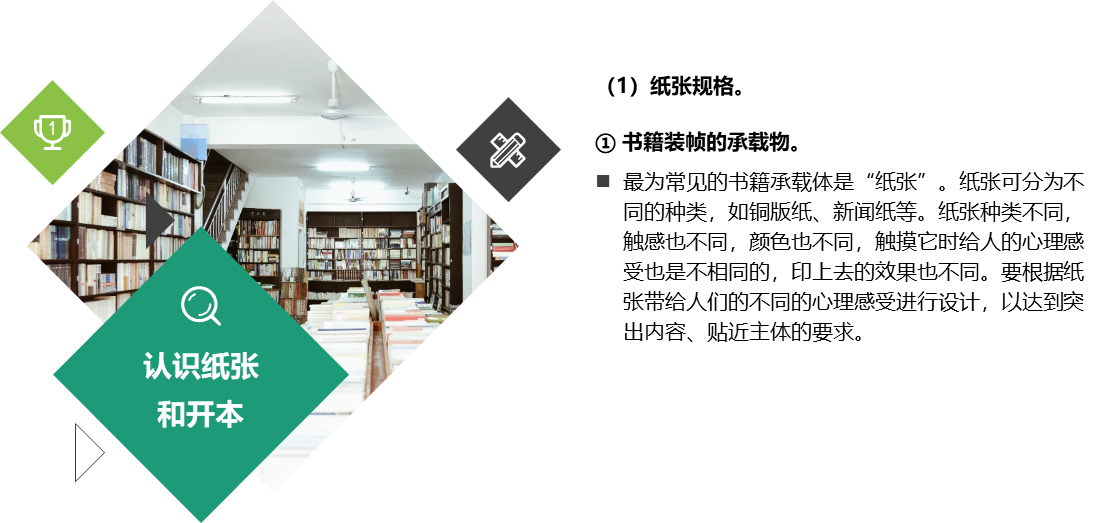 1
认识纸张
和开本
（1）纸张规格。
① 书籍装帧的承载物。
■ 最为常见的书籍承载体是“纸张”。纸张可分为不
同的种类，如铜版纸、新闻纸等。纸张种类不同，
触感也不同，颜色也不同，触摸它时给人的心理感
受也是不相同的，印上去的效果也不同。要根据纸
张带给人们的不同的心理感受进行设计，以达到突
出内容、贴近主体的要求。